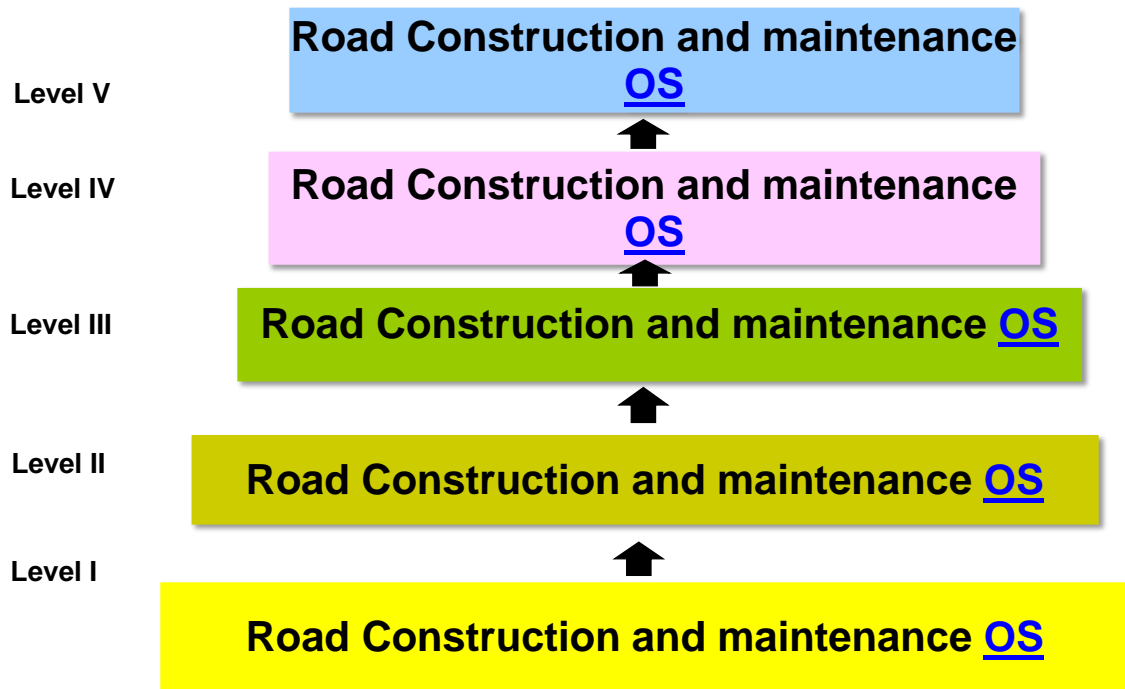 Road Construction and maintenance
OS
Level V
Level IV
Road Construction and maintenance
OS
Level III
Road Construction and maintenance OS
Level II
Road Construction and maintenance OS
Level I
Road Construction and maintenance OS